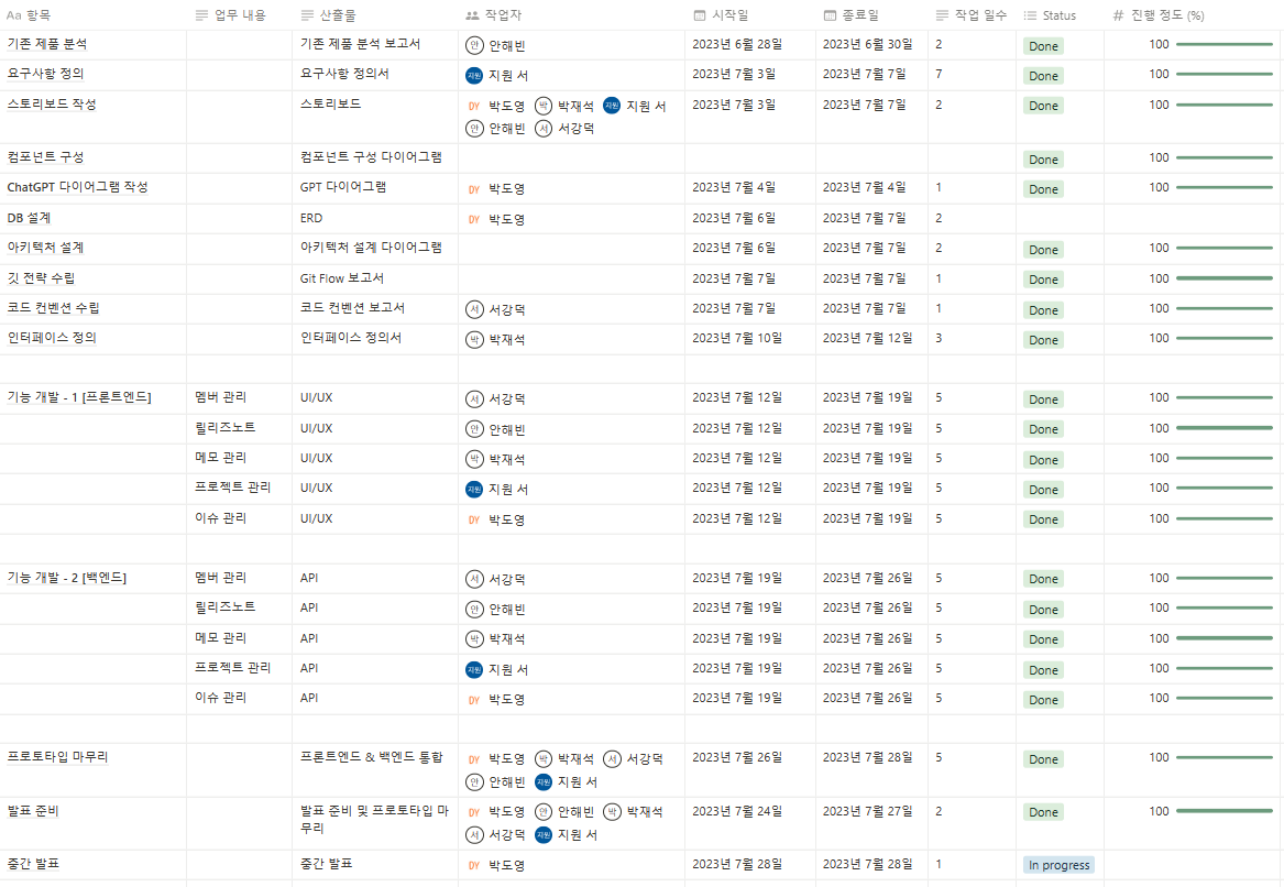 Aa 항목 업무 내용 산출물 작업자 시작일 종료일 작업 일수 Status # 진행 정도 (%)
기존 제품 분석 기존 제품 분석 보고서 안 안해빈 2023년 6월 28일 2023년 6월 30일 2 Done 100
요구사항 정의 요구사항 정의서 지원 지원 서 2023년 7월 3일 2023년 7월 7일 7 Done 100
스토리보드 작성 스토리보드 DY 박도영 박 박재석 지원 지원 서 2023년 7월 3일 2023년 7월 7일 2 Done 100
안 안해빈 서 서강덕
컴포넌트 구성 컴포넌트 구성 다이어그램 Done 100
ChatGPT 다이어그램 작성 GPT 다이어그램 DY 박도영 2023년 7월 4일 2023년 7월 4일 1 Done 100
DB 설계 ERD DY 박도영 2023년 7월 6일 2023년 7월 7일 2
아키텍처 설계 아키텍처 설계 다이어그램 2023년 7월 6일 2023년 7월 7일 2 Done 100
깃 전략 수립 Git Flow 보고서 2023년 7월 7일 2023년 7월 7일 1 Done 100
코드 컨벤션 수립 코드 컨벤션 보고서 서 서강덕 2023년 7월 7일 2023년 7월 7일 1 Done 100
인터페이스 정의 인터페이스 정의서 박 박재석 2023년 7월 10일 2023년 7월 12일 3 Done 100
기능 개발 - 1 [프론트엔드] 멤버 관리 UI/UX 서 서강덕 2023년 7월 12일 2023년 7월 19일 5 Done 100
릴리즈노트 UI/UX 안 안해빈 2023년 7월 12일 2023년 7월 19일 5 Done 100
메모 관리 UI/UX 박 박재석 2023년 7월 12일 2023년 7월 19일 5 Done 100
프로젝트 관리 UI/UX 지원 지원 서 2023년 7월 12일 2023년 7월 19일 5 Done 100
이슈 관리 UI/UX DY 박도영 2023년 7월 12일 2023년 7월 19일 5 Done 100
기능 개발 - 2 [백엔드] 멤버 관리 API 서 서강덕 2023년 7월 19일 2023년 7월 26일 5 Done 100
릴리즈노트 API 안 안해빈 2023년 7월 19일 2023년 7월 26일 5 Done 100
메모 관리 API 박 박재석 2023년 7월 19일 2023년 7월 26일 5 Done 100
프로젝트 관리 API 지원 지원 서 2023년 7월 19일 2023년 7월 26일 5 Done 100
이슈 관리 API DY 박도영 2023년 7월 19일 2023년 7월 26일 5 Done 100
프로토타입 마무리 프론트엔드 & 백엔드 통합 DY 박도영 박 박재석 서 서강덕 2023년 7월 26일 2023년 7월 28일 5 Done 100
안 안해빈 지원 지원 서
발표 준비 발표 준비 및 프로토타입 마 DY 박도영 안 안해빈 박 박재석 2023년 7월 24일 2023년 7월 27일 2 Done 100
무리 서 서강덕 지원 지원 서
중간 발표 중간 발표 DY 박도영 2023년 7월 28일 2023년 7월 28일 1 In progress